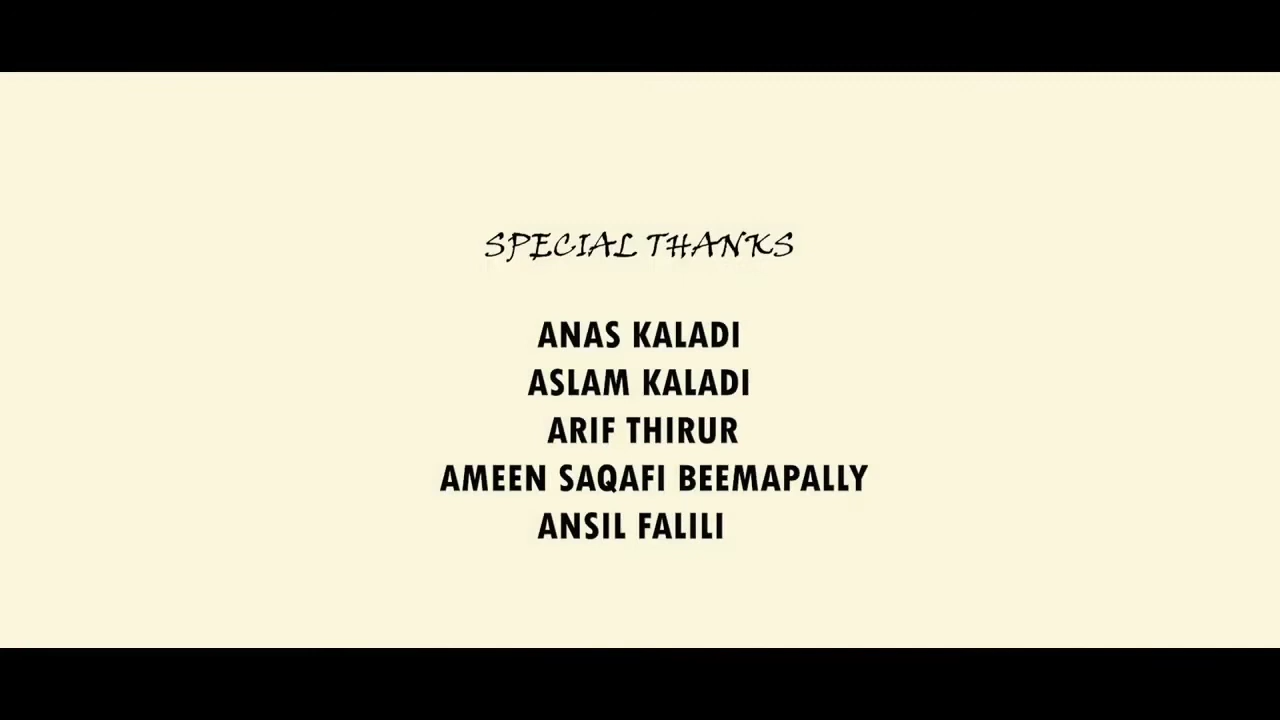 SPECIAL THANKS
ANAS KALADI
ASLAM KALADI
ARIF THIRUR
AMEEN SAQAFI BEEMAPALLY
ANSIL FALILI